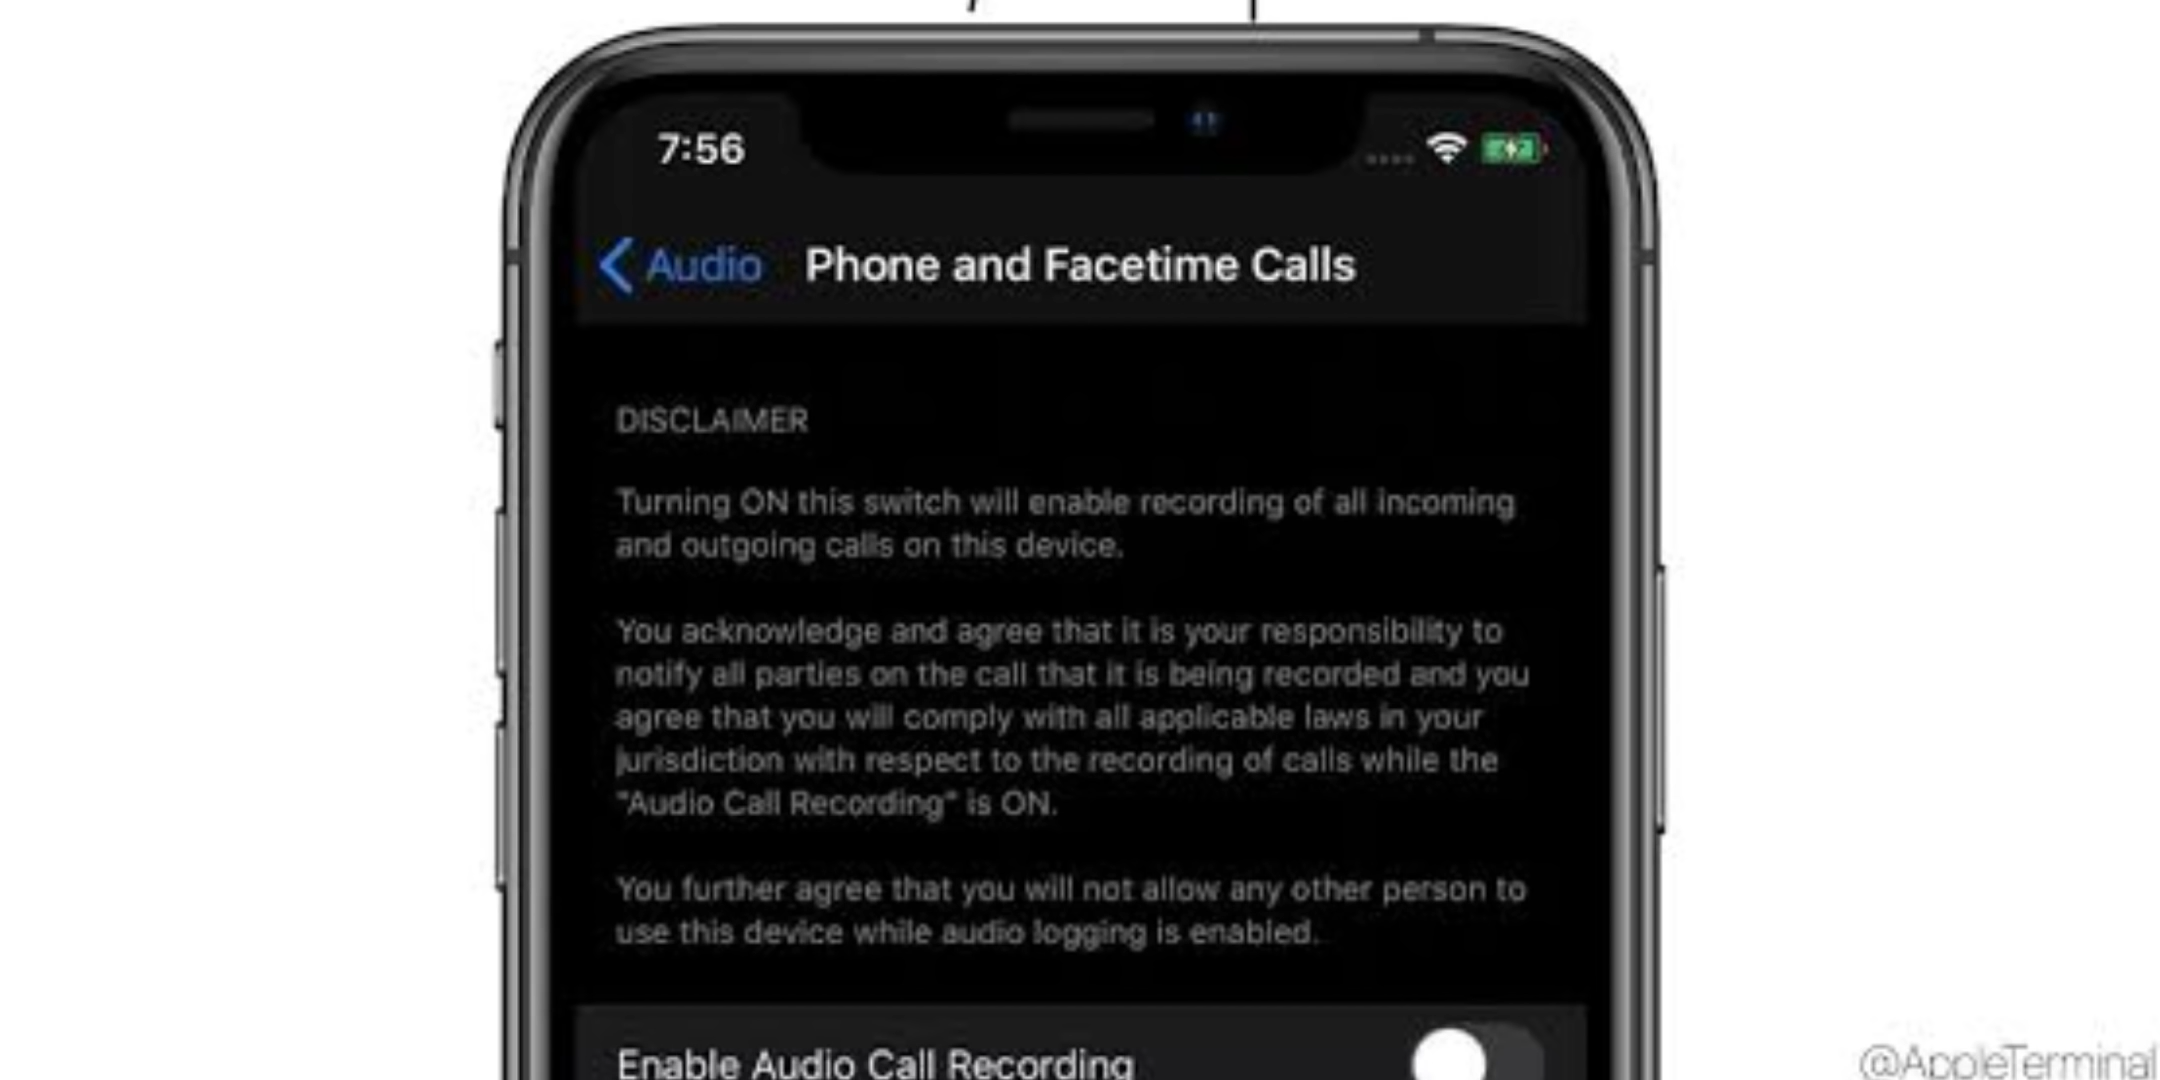 7:56
Audio
Phone and Facetime Calls
DISCLAIMER
Turning ON this switch will enable recording of all incoming
and outgoing calls on this device.
You acknowledge and agree that it is your responsibility to
notify all parties on the call that it is being recorded and you
agree that you will comply with all applicable laws in your
jurisdiction with respect to the recording of calls while the
"Audio Call Recording" is ON.
You further agree that you will not allow any other person to
use this device while audio logging is enabled.
Enable Audio Call Recording
@AppleTerminal